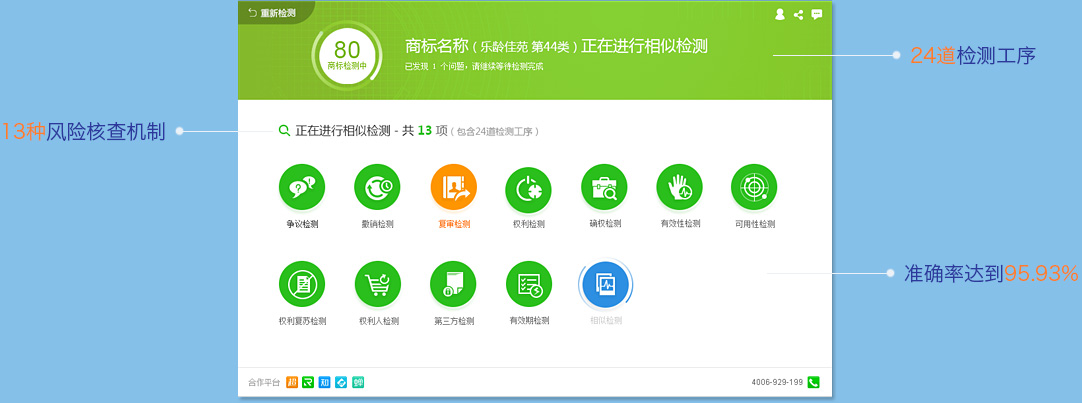 重新检测
80
商标检测中
商标名称（乐龄佳苑 第44类）正在进行相似检测
已发现 1 个问题，请继续等待检测完成
24道检测工序
13种风险核查机制
正在进行相似检测 - 共 13 项（包含24道检测工序）
争议检测 撤销检测 复审检测 权利检测 确权检测 有效性检测 可用性检测
准确率达到95.93%
权利复苏检测 权利人检测 第三方检测 有效期检测 相似检测
合作平台 知 蝉
4006-929-199